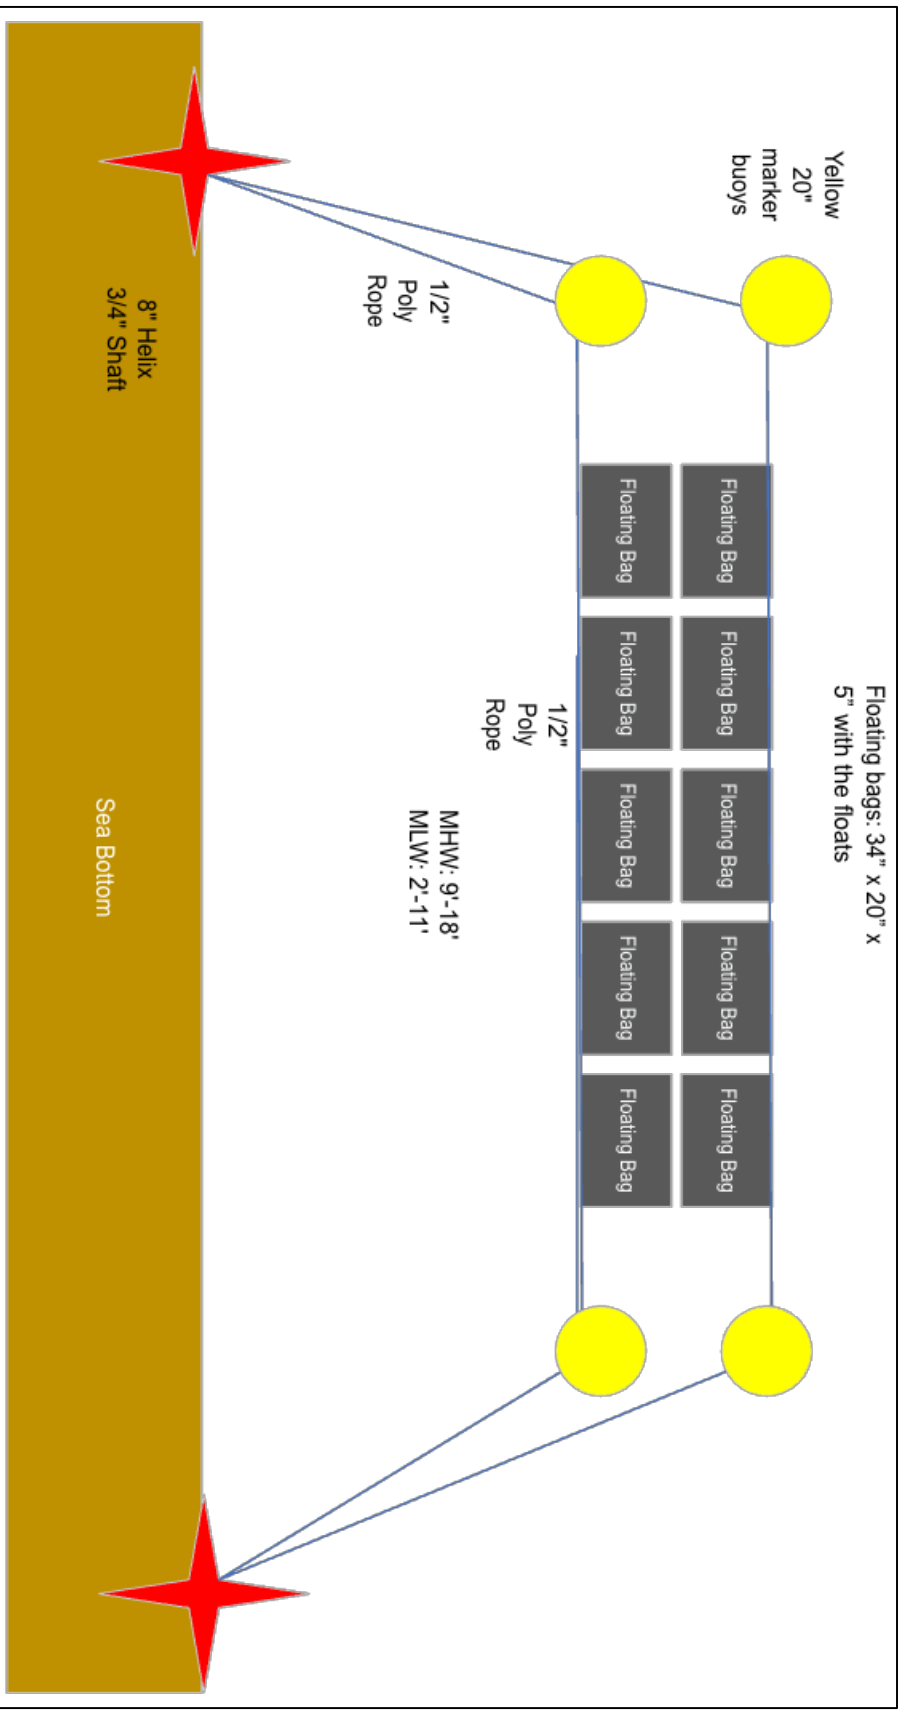 Floating bags: 34” x 20” x
5” with the floats
Yellow
20"
marker
buoys
Floating Bag
Floating Bag
Floating Bag
Floating Bag
Floating Bag
Floating Bag
Floating Bag
Floating Bag
Floating Bag
Floating Bag
1/2"
Poly
Rope
1/2"
Poly
Rope
MHW: 9'-18'
MLW: 2'-11'
8" Helix
3/4" Shaft
Sea Bottom